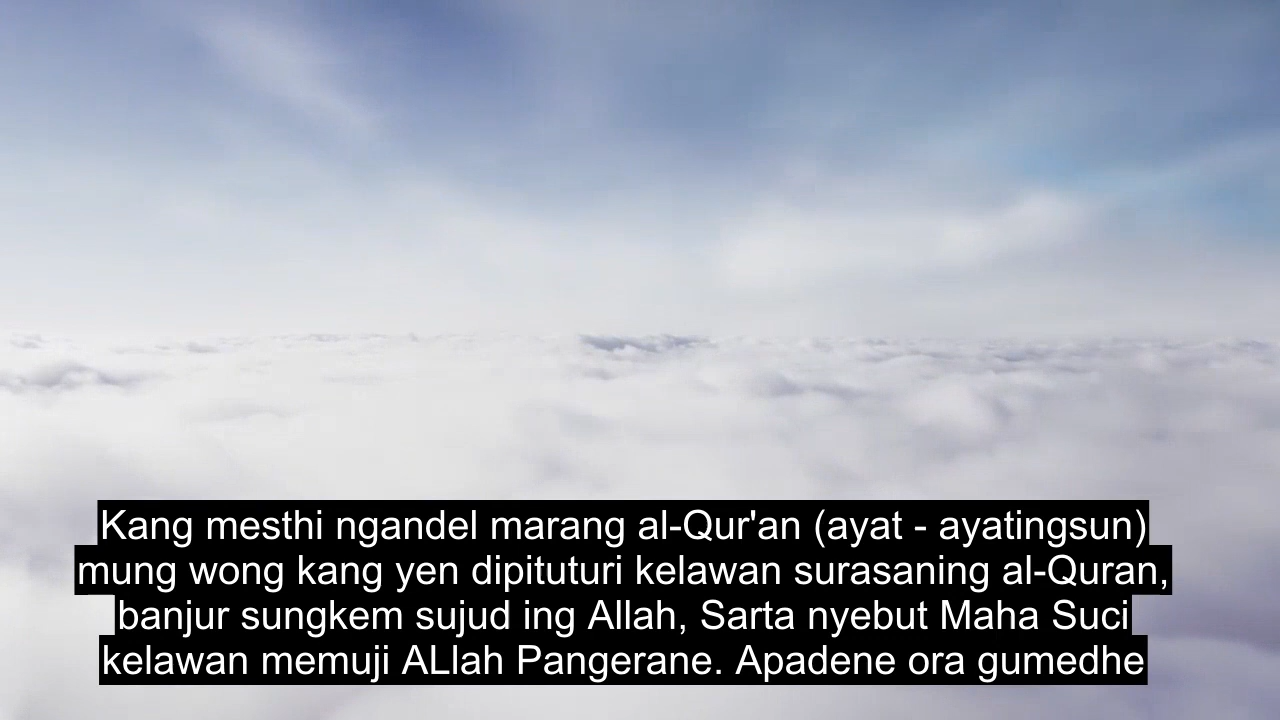 Kang mesthi ngandel marang al-Qur'an (ayat - ayatingsun)
mung wong kang yen dipituturi kelawan surasaning al-Quran,
banjur sungkem sujud ing Allah, Sarta nyebut Maha Suci
kelawan memuji ALlah Pangerane. Apadene ora gumedhe